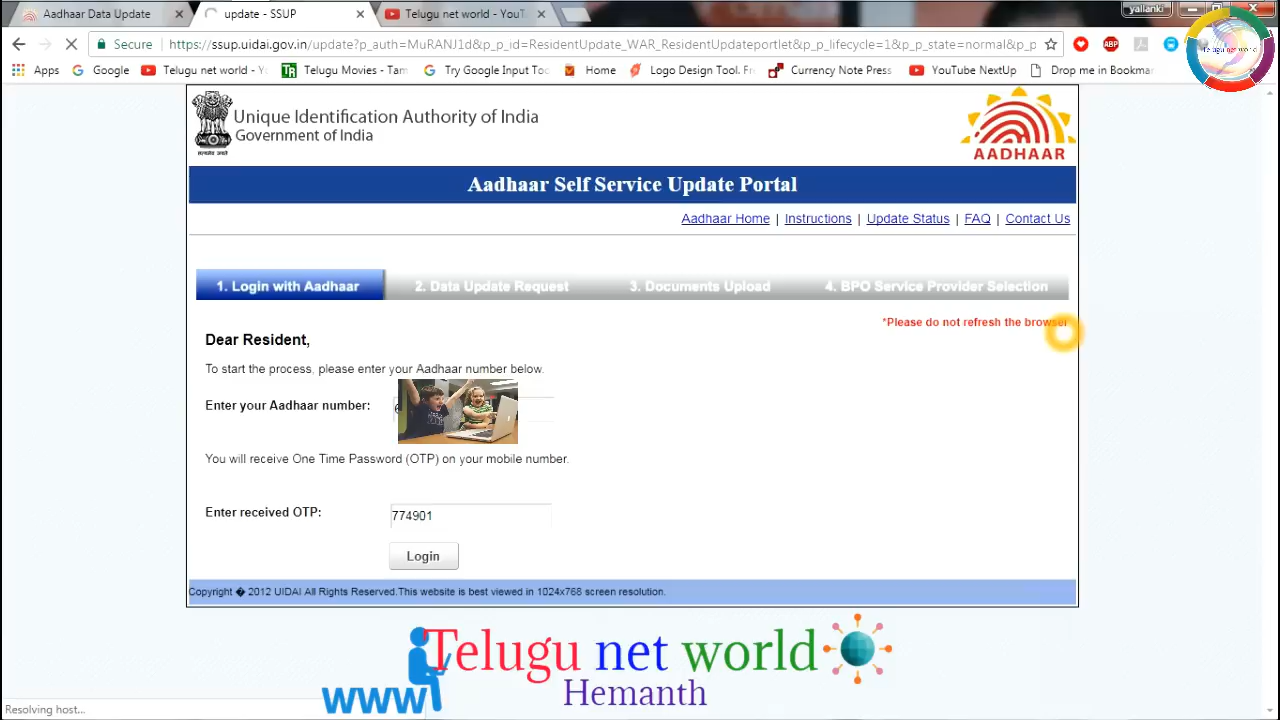 Aadhaar Data Update
update - SSUP
Telugu net world - YouT
yallanki
Secure
https://ssup.uidai.gov.in/update?p_auth=MuRANJ1d&p_p_id=ResidentUpdate_WAR_ResidentUpdateportlet&p_p_lifecycle=1&p_p_state=normal&p_p
ABP
Apps
Google
Telugu net world - Y
TR
Telugu Movies - Tam
Try Google Input Too
Home
Logo Design Tool. Fr
Currency Note Press
YouTube NextUp
Drop me in Bookmar
Telugu net world
Unique Identification Authority of India
Government of India
AADHAAR
Aadhaar Self Service Update Portal
Aadhaar Home | Instructions | Update Status | FAQ | Contact Us
1. Login with Aadhaar
2. Data Update Request
3. Documents Upload
4. BPO Service Provider Selection
*Please do not refresh the browser
Dear Resident,
To start the process, please enter your Aadhaar number below.
Enter your Aadhaar number:
You will receive One Time Password (OTP) on your mobile number.
Enter received OTP:
774901
Login
Copyright � 2012 UIDAI All Rights Reserved.This website is best viewed in 1024x768 screen resolution.
Telugu net world
www
Hemanth
Resolving host...